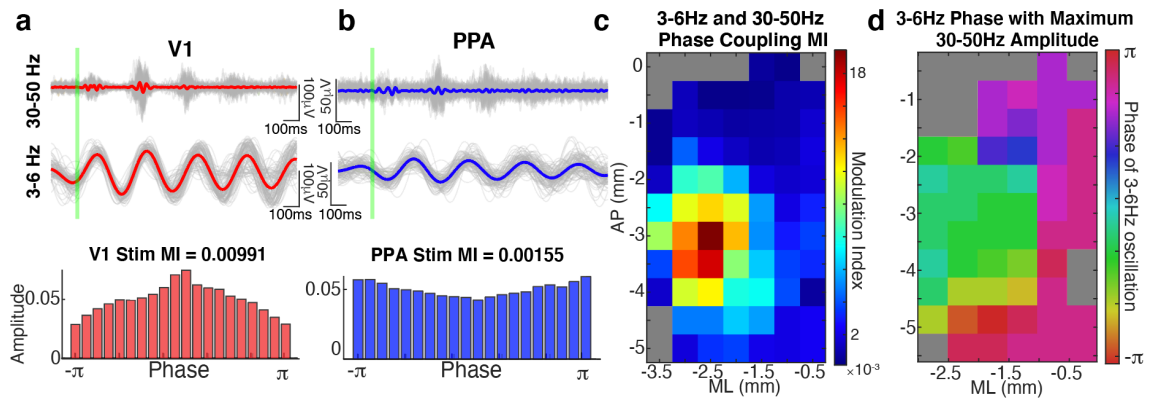 a
V1
30-50 Hz
100µV
100ms
3-6 Hz
50µV
100ms
V1 Stim MI = 0.00991
Amplitude
0.05
0
-π
Phase
π
b
PPA
50µV
100ms
50µV
100ms
PPA Stim MI = 0.00155
0.05
0
-π
Phase
π
c
3-6Hz and 30-50Hz
Phase Coupling MI
0
-1
-2
-3
-4
-5
AP (mm)
-3.5
-2.5
-1.5
-0.5
ML (mm)
18
Modulation Index
2
×10⁻³
d
3-6Hz Phase with Maximum
30-50Hz Amplitude
-1
-2
-3
-4
-5
-2.5
-1.5
-0.5
ML (mm)
π
Phase of 3-6Hz oscillation
-π